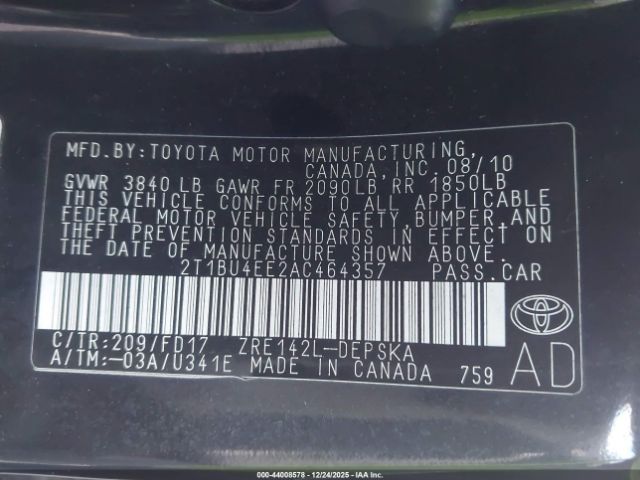 MFD. BY: TOYOTA MOTOR MANUFACTURING,
CANADA, INC. 08/10
GVWR 3840 LB GAWR FR 2090LB RR 1850LB
THIS VEHICLE CONFORMS TO ALL APPLICABLE
FEDERAL MOTOR VEHICLE SAFETY, BUMPER, AND
THEFT PREVENTION STANDARDS IN EFFECT ON
THE DATE OF MANUFACTURE SHOWN ABOVE.
2T1BU4EE2AC464357 PASS. CAR
C/TR: 209/FD17 ZRE142L-DEPSKA
A/TM: -03A/U341E MADE IN CANADA 759
AD
000-44008578 - 12/24/2025 - IAAI.COM